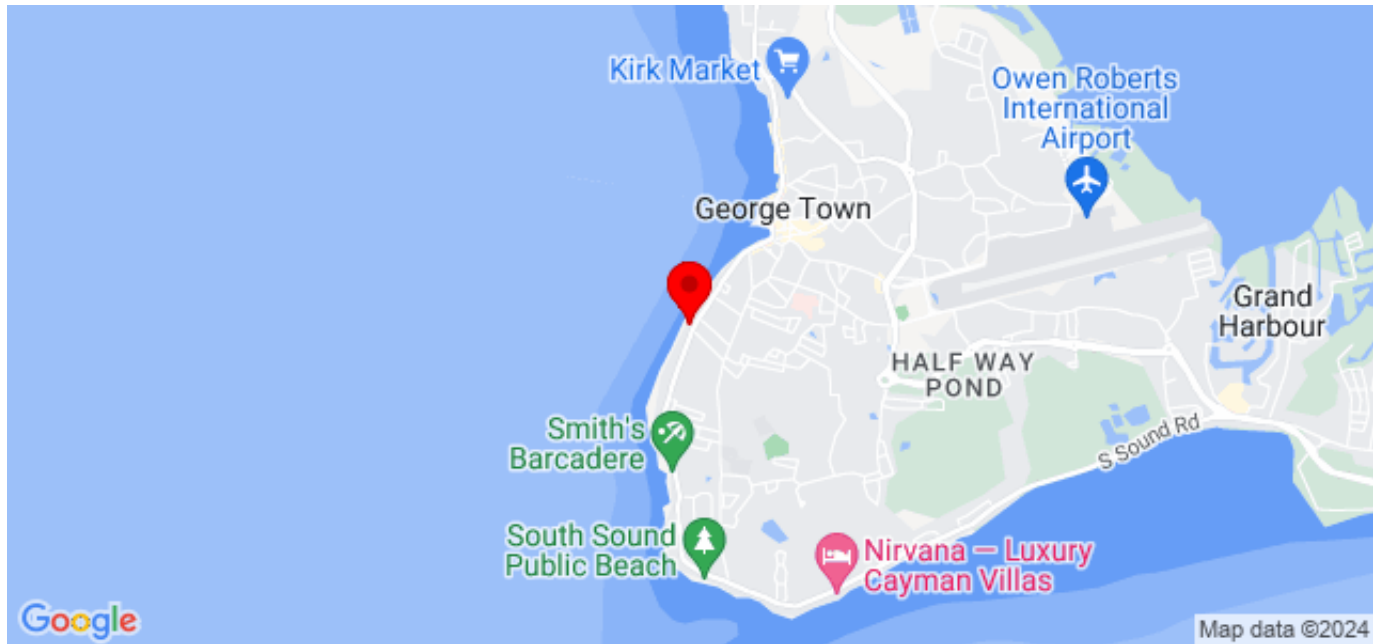 Kirk Market
Owen Roberts
International
Airport
George Town
Grand
Harbour
HALF WAY
POND
Smith's
Barcadere
S Sound Rd
South Sound
Public Beach
Nirvana — Luxury
Cayman Villas
Google
Map data ©2024